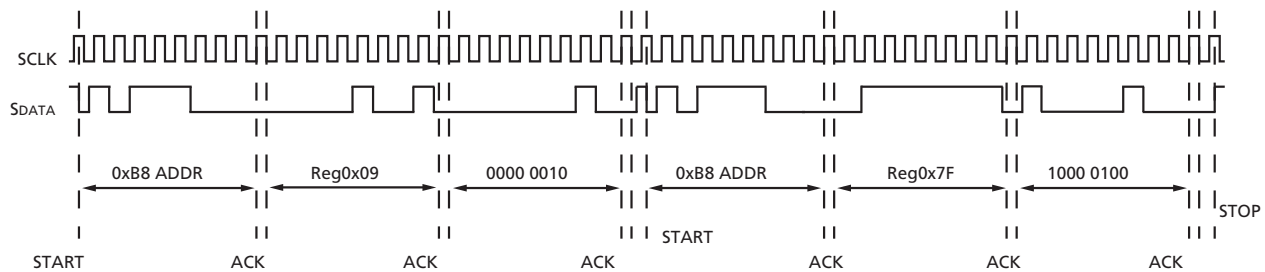 SCLK
SDATA
0xB8 ADDR Reg0x09 0000 0010 0xB8 ADDR Reg0x7F 1000 0100
STOP
START
START ACK ACK ACK ACK ACK ACK